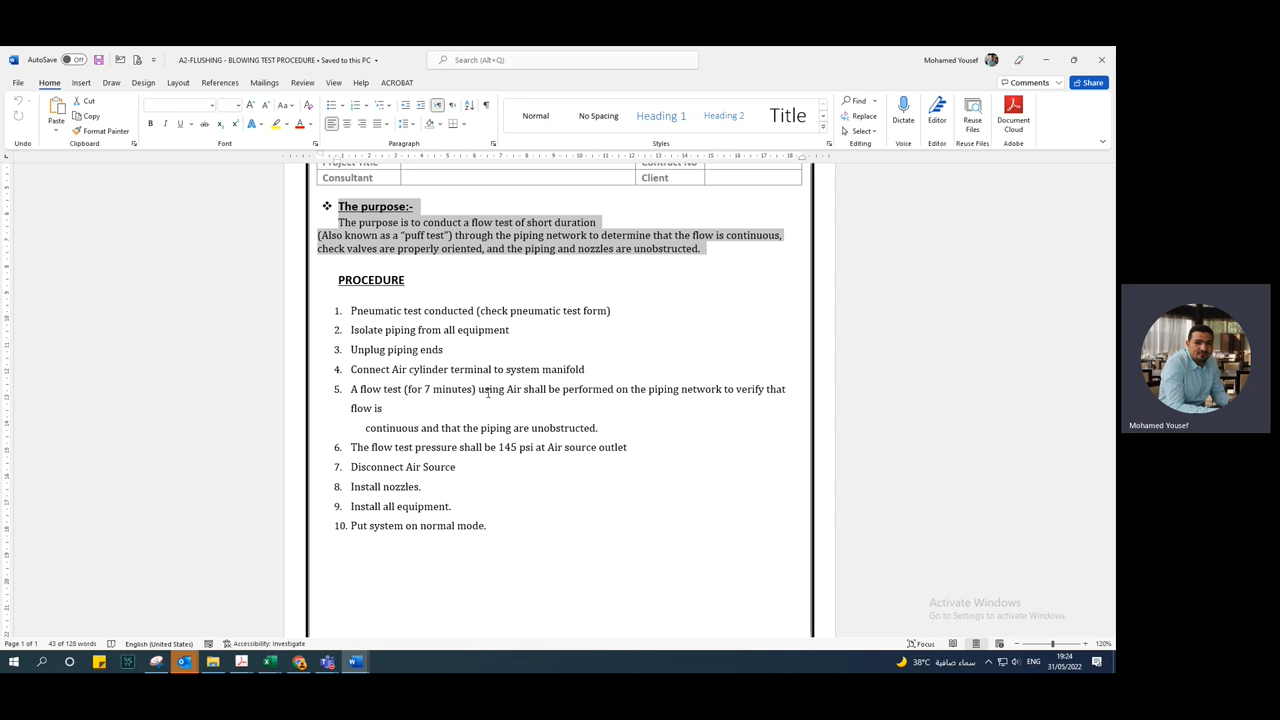 AutoSave Off A2-FLUSHING - BLOWING TEST PROCEDURE • Saved to this PC Search (Alt+Q) Mohamed Yousef
File Home Insert Draw Design Layout References Mailings Review View Help ACROBAT Comments Share
Paste Cut Copy Format Painter
Normal No Spacing Heading 1 Heading 2 Title
Find Replace Select Dictate Editor Reuse Files Document Cloud
Undo Clipboard Font Paragraph Styles Editing Voice Editor Reuse Files Adobe
Project Title Contract No
Consultant Client
❖ The purpose:-
The purpose is to conduct a flow test of short duration
(Also known as a “puff test”) through the piping network to determine that the flow is continuous,
check valves are properly oriented, and the piping and nozzles are unobstructed.
PROCEDURE
1. Pneumatic test conducted (check pneumatic test form)
2. Isolate piping from all equipment
3. Unplug piping ends
4. Connect Air cylinder terminal to system manifold
5. A flow test (for 7 minutes) using Air shall be performed on the piping network to verify that
flow is
continuous and that the piping are unobstructed.
6. The flow test pressure shall be 145 psi at Air source outlet
7. Disconnect Air Source
8. Install nozzles.
9. Install all equipment.
10. Put system on normal mode.
Mohamed Yousef
Activate Windows
Go to Settings to activate Windows.
Page 1 of 1 43 of 128 words English (United States) Accessibility: Investigate Focus 120%
38°C سماء صافية ENG 19:24
31/05/2022